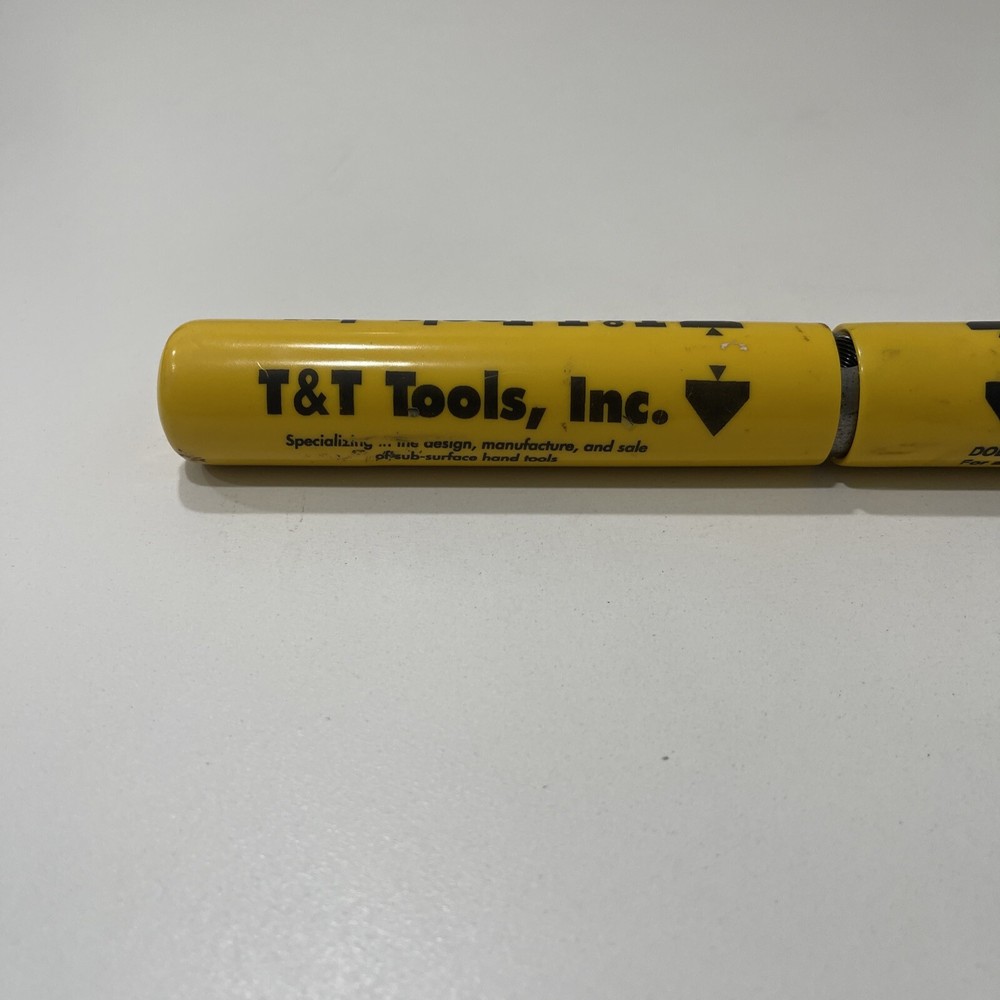 T&T Tools, Inc.
Specializing in the design, manufacture, and sale
of sub-surface hand tools